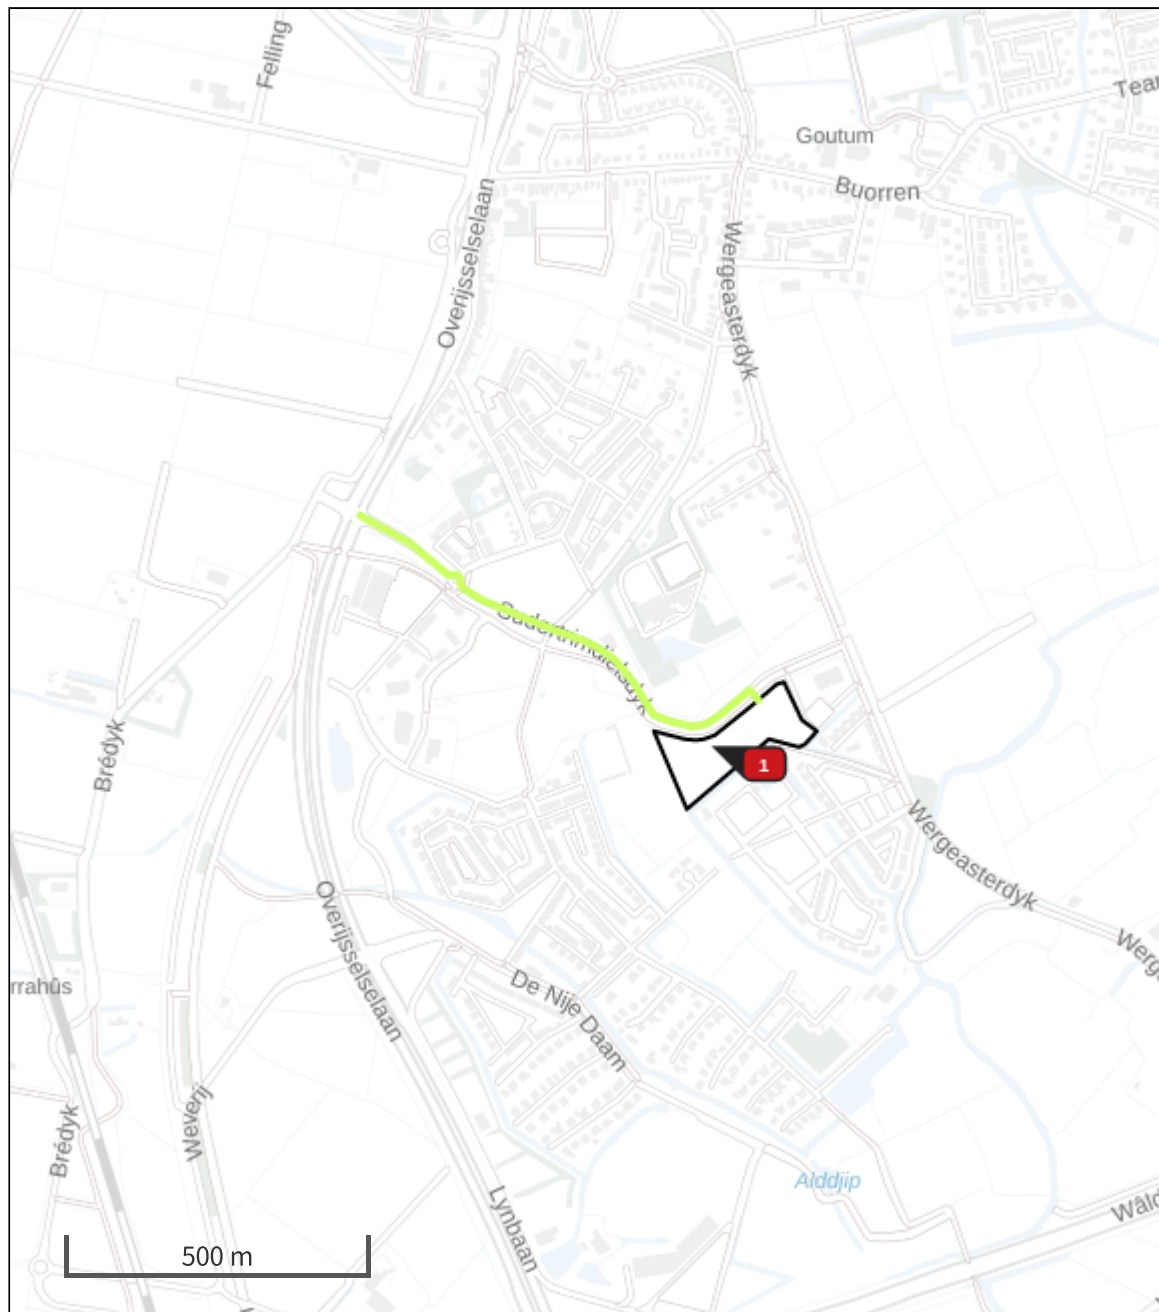 Felling
Tear
Goutum
Buorren
Overijsselselaan
Wergeasterdyk
1
Brédyk
Wergeasterdyk
Overijsselselaan
rrahûs
De Nije Daam
Brédyk
Weverij
Alddjip
Wâld
Lynbaan
500 m